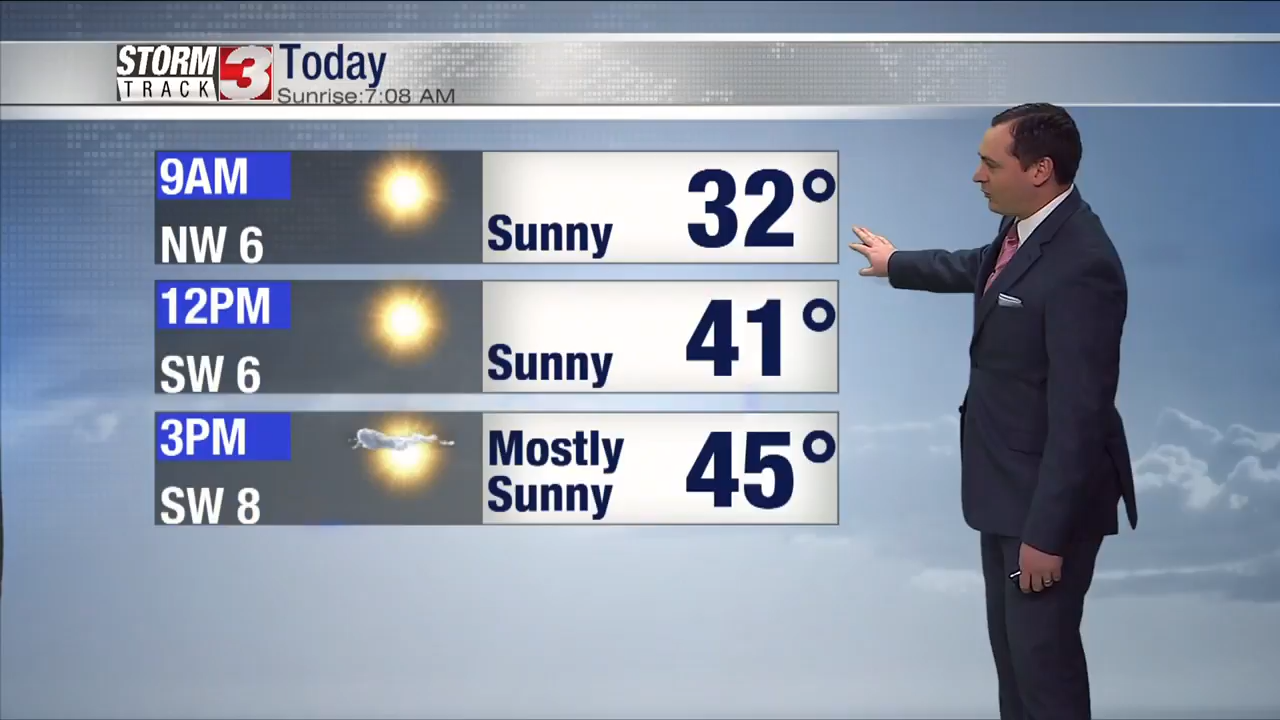 STORM
TRACK
3
Today
Sunrise:7:08 AM
9AM
NW 6
Sunny
32°
12PM
SW 6
Sunny
41°
3PM
SW 8
Mostly
Sunny
45°